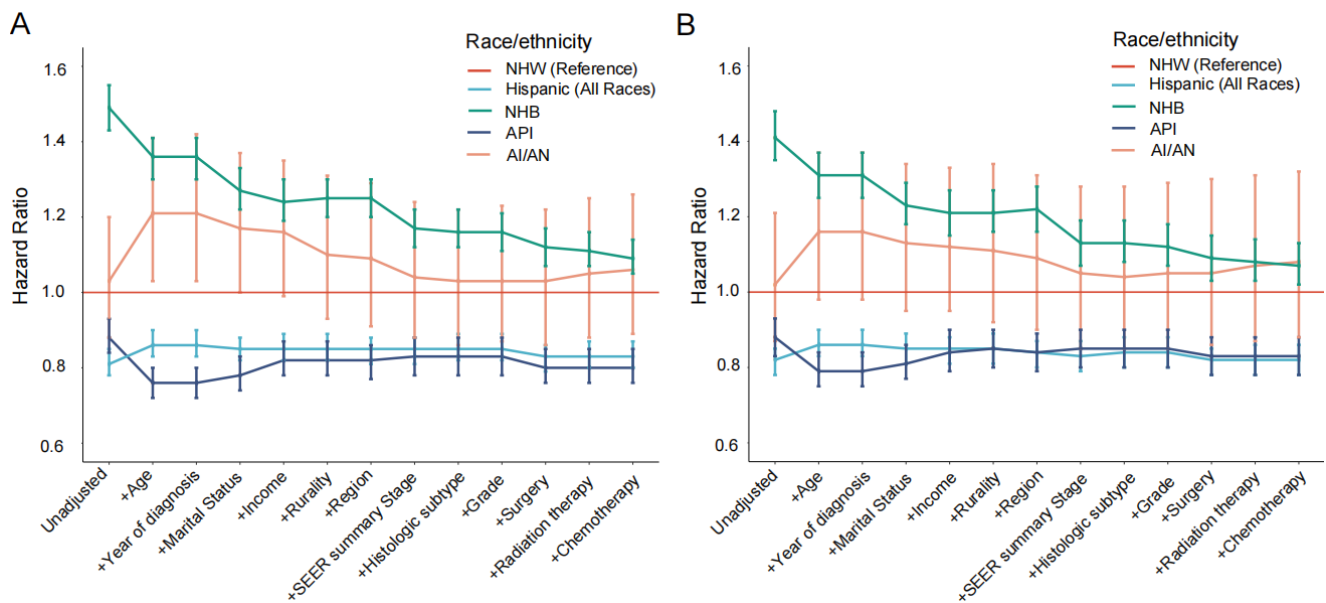 A
Race/ethnicity
NHW (Reference)
Hispanic (All Races)
NHB
API
AI/AN
Hazard Ratio
1.6
1.4
1.2
1.0
0.8
0.6
Unadjusted
+Age
+Year of diagnosis
+Marital Status
+Income
+Rurality
+Region
+SEER summary Stage
+Histologic subtype
+Grade
+Surgery
+Radiation therapy
+Chemotherapy
B
Race/ethnicity
NHW (Reference)
Hispanic (All Races)
NHB
API
AI/AN
Hazard Ratio
1.6
1.4
1.2
1.0
0.8
0.6
Unadjusted
+Age
+Year of diagnosis
+Marital Status
+Income
+Rurality
+Region
+SEER summary Stage
+Histologic subtype
+Grade
+Surgery
+Radiation therapy
+Chemotherapy